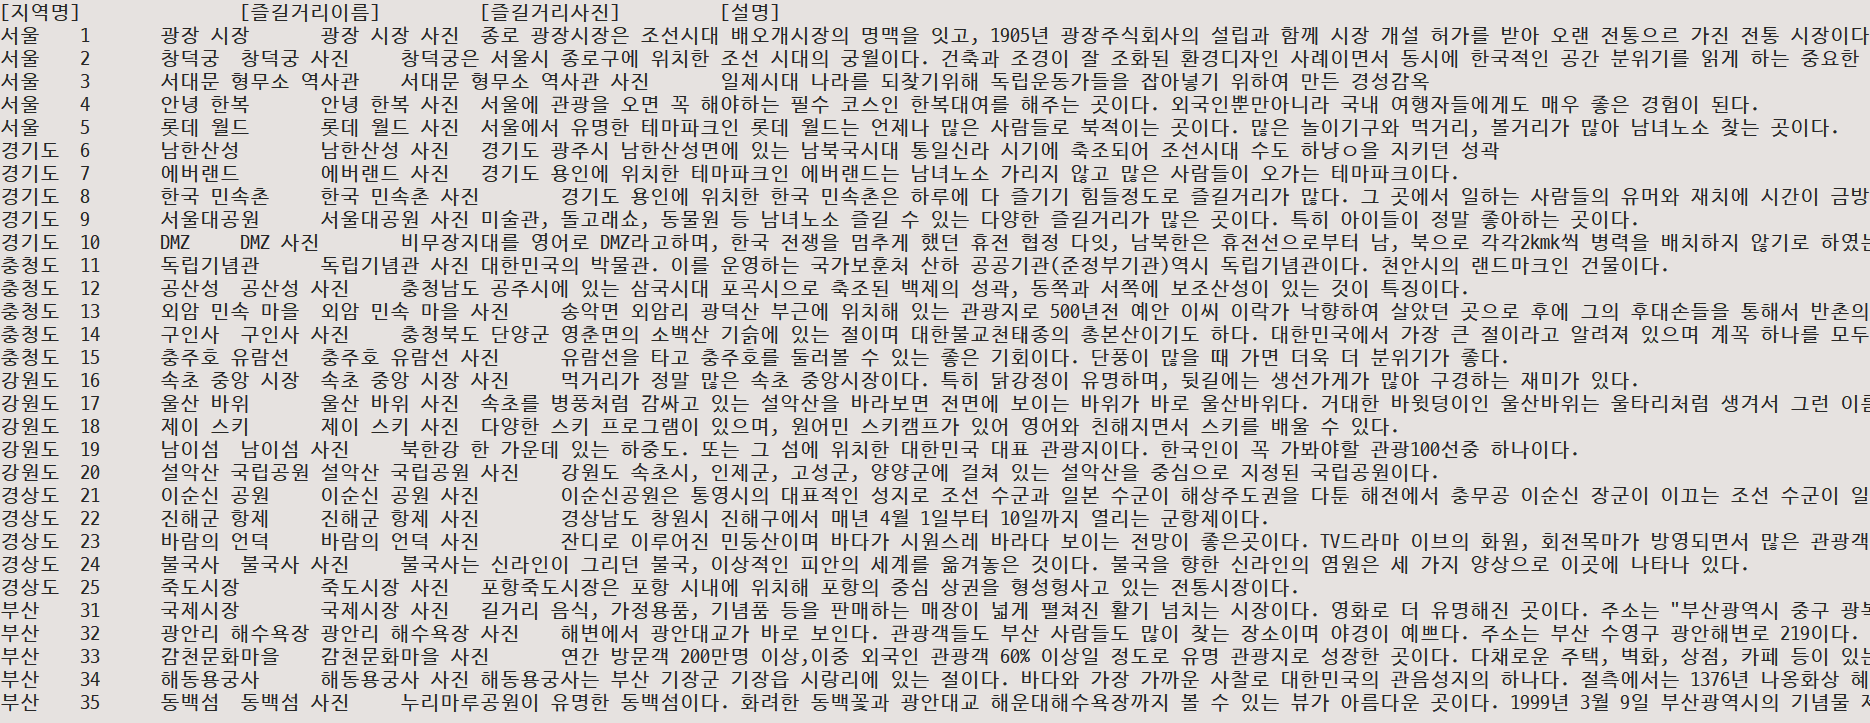 [지역명] [즐길거리이름] [즐길거리사진] [설명]
서울 1 광장 시장 광장 시장 사진 종로 광장시장은 조선시대 배오개시장의 명맥을 잇고, 1905년 광장주식회사의 설립과 함께 시장 개설 허가를 받아 오랜 전통으르 가진 전통 시장이다
서울 2 창덕궁 창덕궁 사진 창덕궁은 서울시 종로구에 위치한 조선 시대의 궁월이다. 건축과 조경이 잘 조화된 환경디자인 사례이면서 동시에 한국적인 공간 분위기를 읽게 하는 중요한
서울 3 서대문 형무소 역사관 서대문 형무소 역사관 사진 일제시대 나라를 되찾기위해 독립운동가들을 잡아넣기 위하여 만든 경성감옥
서울 4 안녕 한복 안녕 한복 사진 서울에 관광을 오면 꼭 해야하는 필수 코스인 한복대여를 해주는 곳이다. 외국인뿐만아니라 국내 여행자들에게도 매우 좋은 경험이 된다.
서울 5 롯데 월드 롯데 월드 사진 서울에서 유명한 테마파크인 롯데 월드는 언제나 많은 사람들로 북적이는 곳이다. 많은 놀이기구와 먹거리, 볼거리가 많아 남녀노소 찾는 곳이다.
경기도 6 남한산성 남한산성 사진 경기도 광주시 남한산성면에 있는 남북국시대 통일신라 시기에 축조되어 조선시대 수도 하냥ㅇ을 지키던 성곽
경기도 7 에버랜드 에버랜드 사진 경기도 용인에 위치한 테마파크인 에버랜드는 남녀노소 가리지 않고 많은 사람들이 오가는 테마파크이다.
경기도 8 한국 민속촌 한국 민속촌 사진 경기도 용인에 위치한 한국 민속촌은 하루에 다 즐기기 힘들정도로 즐길거리가 많다. 그 곳에서 일하는 사람들의 유머와 재치에 시간이 금방
경기도 9 서울대공원 서울대공원 사진 미술관, 돌고래쇼, 동물원 등 남녀노소 즐길 수 있는 다양한 즐길거리가 많은 곳이다. 특히 아이들이 정말 좋아하는 곳이다.
경기도 10 DMZ DMZ 사진 비무장지대를 영어로 DMZ라고하며, 한국 전쟁을 멈추게 했던 휴전 협정 다잇, 남북한은 휴전선으로부터 남, 북으로 각각2kmk씩 병력을 배치하지 않기로 하였는
충청도 11 독립기념관 독립기념관 사진 대한민국의 박물관. 이를 운영하는 국가보훈처 산하 공공기관(준정부기관)역시 독립기념관이다. 천안시의 랜드마크인 건물이다.
충청도 12 공산성 공산성 사진 충청남도 공주시에 있는 삼국시대 포곡시으로 축조된 백제의 성곽, 동쪽과 서쪽에 보조산성이 있는 것이 특징이다.
충청도 13 외암 민속 마을 외암 민속 마을 사진 송악면 외암리 광덕산 부근에 위치해 있는 관광지로 500년전 예안 이씨 이락가 낙향하여 살았던 곳으로 후에 그의 후대손들을 통해서 반촌의
충청도 14 구인사 구인사 사진 충청북도 단양군 영춘면의 소백산 기슭에 있는 절이며 대한불교천태종의 총본산이기도 하다. 대한민국에서 가장 큰 절이라고 알려져 있으며 계꼭 하나를 모두
충청도 15 충주호 유람선 충주호 유람선 사진 유람선을 타고 충주호를 둘러볼 수 있는 좋은 기회이다. 단풍이 많을 때 가면 더욱 더 분위기가 좋다.
강원도 16 속초 중앙 시장 속초 중앙 시장 사진 먹거리가 정말 많은 속초 중앙시장이다. 특히 닭강정이 유명하며, 뒷길에는 생선가게가 많아 구경하는 재미가 있다.
강원도 17 울산 바위 울산 바위 사진 속초를 병풍처럼 감싸고 있는 설악산을 바라보면 전면에 보이는 바위가 바로 울산바위다. 거대한 바윗덩이인 울산바위는 울타리처럼 생겨서 그런 이름
강원도 18 제이 스키 제이 스키 사진 다양한 스키 프로그램이 있으며, 원어민 스키캠프가 있어 영어와 친해지면서 스키를 배울 수 있다.
강원도 19 남이섬 남이섬 사진 북한강 한 가운데 있는 하중도. 또는 그 섬에 위치한 대한민국 대표 관광지이다. 한국인이 꼭 가봐야할 관광100선중 하나이다.
강원도 20 설악산 국립공원 설악산 국립공원 사진 강원도 속초시, 인제군, 고성군, 양양군에 걸쳐 있는 설악산을 중심으로 지정된 국립공원이다.
경상도 21 이순신 공원 이순신 공원 사진 이순신공원은 통영시의 대표적인 성지로 조선 수군과 일본 수군이 해상주도권을 다툰 해전에서 충무공 이순신 장군이 이끄는 조선 수군이 일
경상도 22 진해군 항제 진해군 항제 사진 경상남도 창원시 진해구에서 매년 4월 1일부터 10일까지 열리는 군항제이다.
경상도 23 바람의 언덕 바람의 언덕 사진 잔디로 이루어진 민둥산이며 바다가 시원스레 바라다 보이는 전망이 좋은곳이다. TV드라마 이브의 화원, 회전목마가 방영되면서 많은 관광객
경상도 24 불국사 불국사 사진 불국사는 신라인이 그리던 불국, 이상적인 피안의 세계를 옮겨놓은 것이다. 불국을 향한 신라인의 염원은 세 가지 양상으로 이곳에 나타나 있다.
경상도 25 죽도시장 죽도시장 사진 포항죽도시장은 포항 시내에 위치해 포항의 중심 상권을 형성헝사고 있는 전통시장이다.
부산 31 국제시장 국제시장 사진 길거리 음식, 가정용품, 기념품 등을 판매하는 매장이 넓게 펼쳐진 활기 넘치는 시장이다. 영화로 더 유명해진 곳이다. 주소는 "부산광역시 중구 광복
부산 32 광안리 해수욕장 광안리 해수욕장 사진 해변에서 광안대교가 바로 보인다. 관광객들도 부산 사람들도 많이 찾는 장소이며 야경이 예쁘다. 주소는 부산 수영구 광안해변로 219이다.
부산 33 감천문화마을 감천문화마을 사진 연간 방문객 200만명 이상,이중 외국인 관광객 60% 이상일 정도로 유명 관광지로 성장한 곳이다. 다채로운 주택, 벽화, 상점, 카페 등이 있는
부산 34 해동용궁사 해동용궁사 사진 해동용궁사는 부산 기장군 기장읍 시랑리에 있는 절이다. 바다와 가장 가까운 사찰로 대한민국의 관음성지의 하나다. 절측에서는 1376년 나옹화상 혜
부산 35 동백섬 동백섬 사진 누리마루공원이 유명한 동백섬이다. 화려한 동백꽃과 광안대교 해운대해수욕장까지 볼 수 있는 뷰가 아름다운 곳이다. 1999년 3월 9일 부산광역시의 기념물